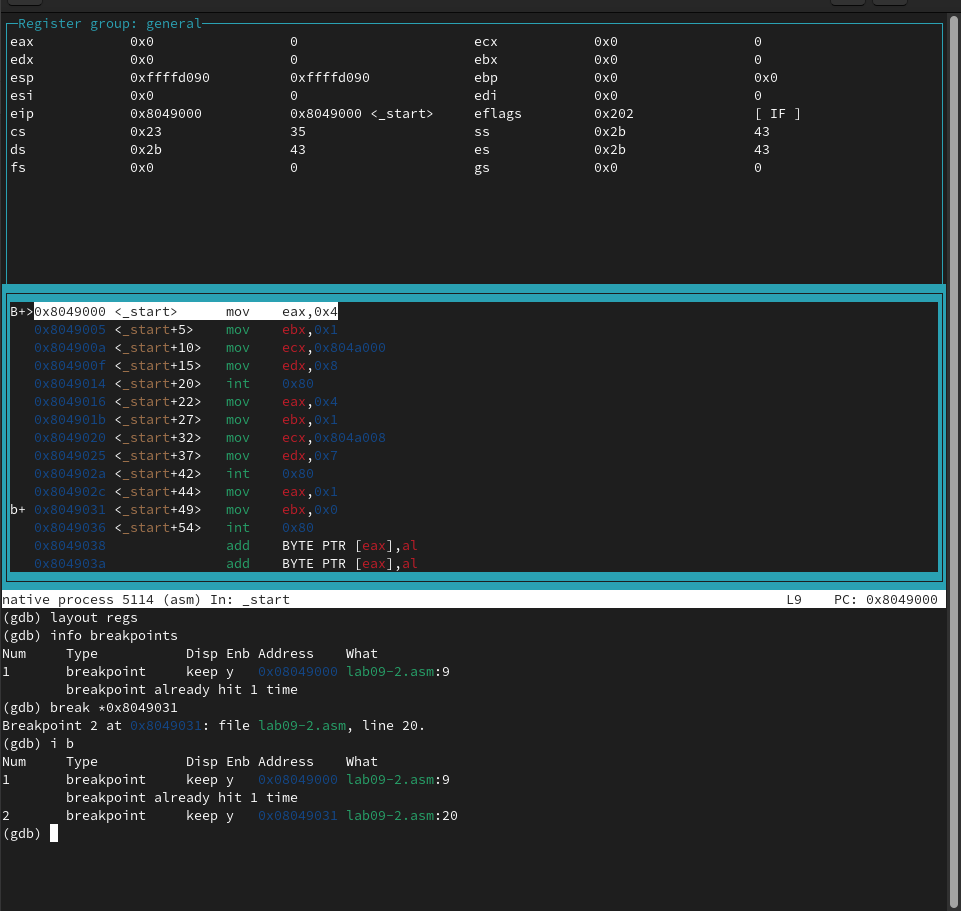 Register group: general
eax 0x0 0 ecx 0x0 0
edx 0x0 0 ebx 0x0 0
esp 0xffffd090 0xffffd090 ebp 0x0 0x0
esi 0x0 0 edi 0x0 0
eip 0x8049000 0x8049000 <_start> eflags 0x202 [ IF ]
cs 0x23 35 ss 0x2b 43
ds 0x2b 43 es 0x2b 43
fs 0x0 0 gs 0x0 0
B+>0x8049000 <_start> mov eax,0x4
0x8049005 <_start+5> mov ebx,0x1
0x804900a <_start+10> mov ecx,0x804a000
0x804900f <_start+15> mov edx,0x8
0x8049014 <_start+20> int 0x80
0x8049016 <_start+22> mov eax,0x4
0x804901b <_start+27> mov ebx,0x1
0x8049020 <_start+32> mov ecx,0x804a008
0x8049025 <_start+37> mov edx,0x7
0x804902a <_start+42> int 0x80
0x804902c <_start+44> mov eax,0x1
b+ 0x8049031 <_start+49> mov ebx,0x0
0x8049036 <_start+54> int 0x80
0x8049038 add BYTE PTR [eax],al
0x804903a add BYTE PTR [eax],al
native process 5114 (asm) In: _start L9 PC: 0x8049000
(gdb) layout regs
(gdb) info breakpoints
Num Type Disp Enb Address What
1 breakpoint keep y 0x08049000 lab09-2.asm:9
breakpoint already hit 1 time
(gdb) break *0x8049031
Breakpoint 2 at 0x8049031: file lab09-2.asm, line 20.
(gdb) i b
Num Type Disp Enb Address What
1 breakpoint keep y 0x08049000 lab09-2.asm:9
breakpoint already hit 1 time
2 breakpoint keep y 0x08049031 lab09-2.asm:20
(gdb)